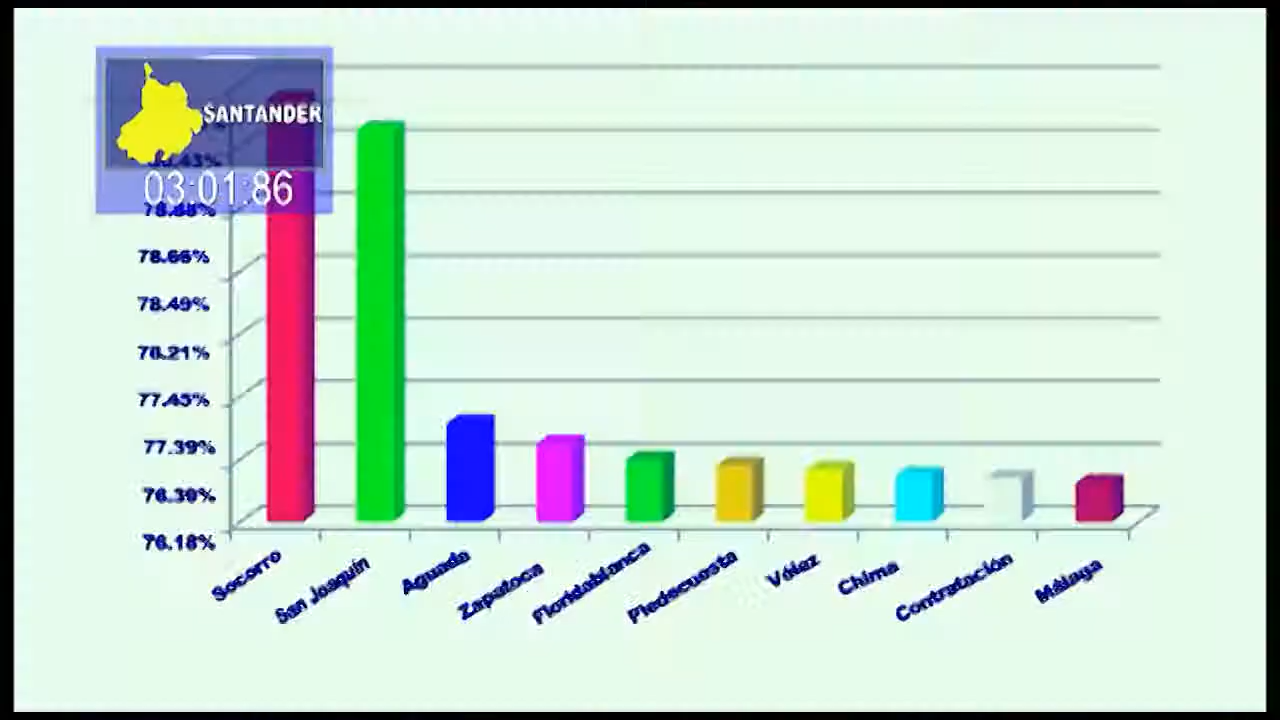 SANTANDER
03:01:86
78.88%
78.66%
78.49%
78.21%
77.45%
77.39%
76.39%
76.18%
Socorro
San Joaquín
Aguada
Zapatoca
Floridablanca
Piedecuesta
Vélez
Chima
Contratación
Málaga